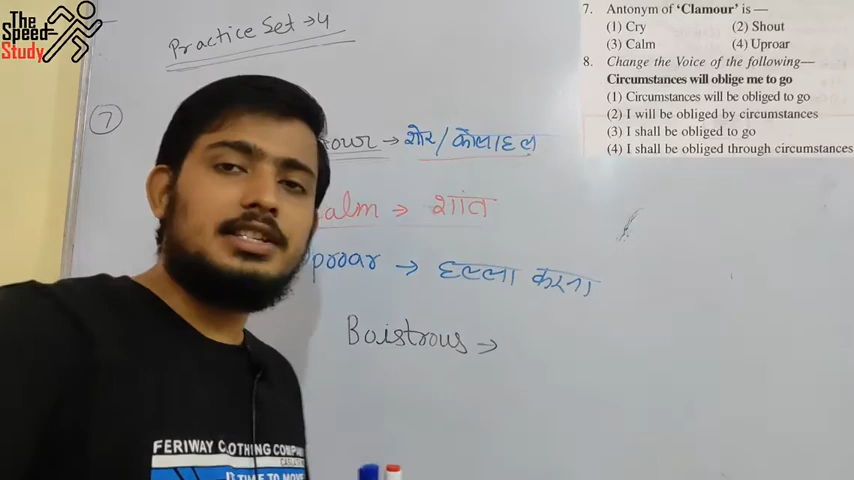 The
Speed
Study
Practice Set → 4
7
→ शोर/कोलाहल
→ शांत
→ हल्ला करना
Boistrous →
7. Antonym of ‘Clamour’ is —
(1) Cry (2) Shout
(3) Calm (4) Uproar
8. Change the Voice of the following—
Circumstances will oblige me to go
(1) Circumstances will be obliged to go
(2) I will be obliged by circumstances
(3) I shall be obliged to go
(4) I shall be obliged through circumstances
FERIWAY CLOTHING COMPAN